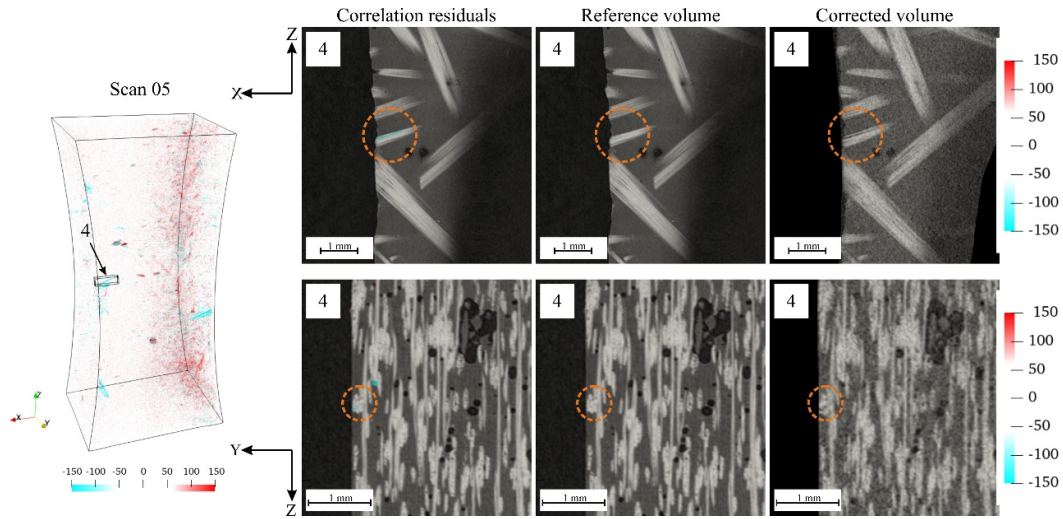 Correlation residuals
Reference volume
Corrected volume
Scan 05
4
x
z
Y
-150 -100 -50 0 50 100 150
Z
X
4
1 mm
4
1 mm
4
1 mm
150
100
50
0
-50
-100
-150
Y
Z
4
1 mm
4
1 mm
4
1 mm
150
100
50
0
-50
-100
-150